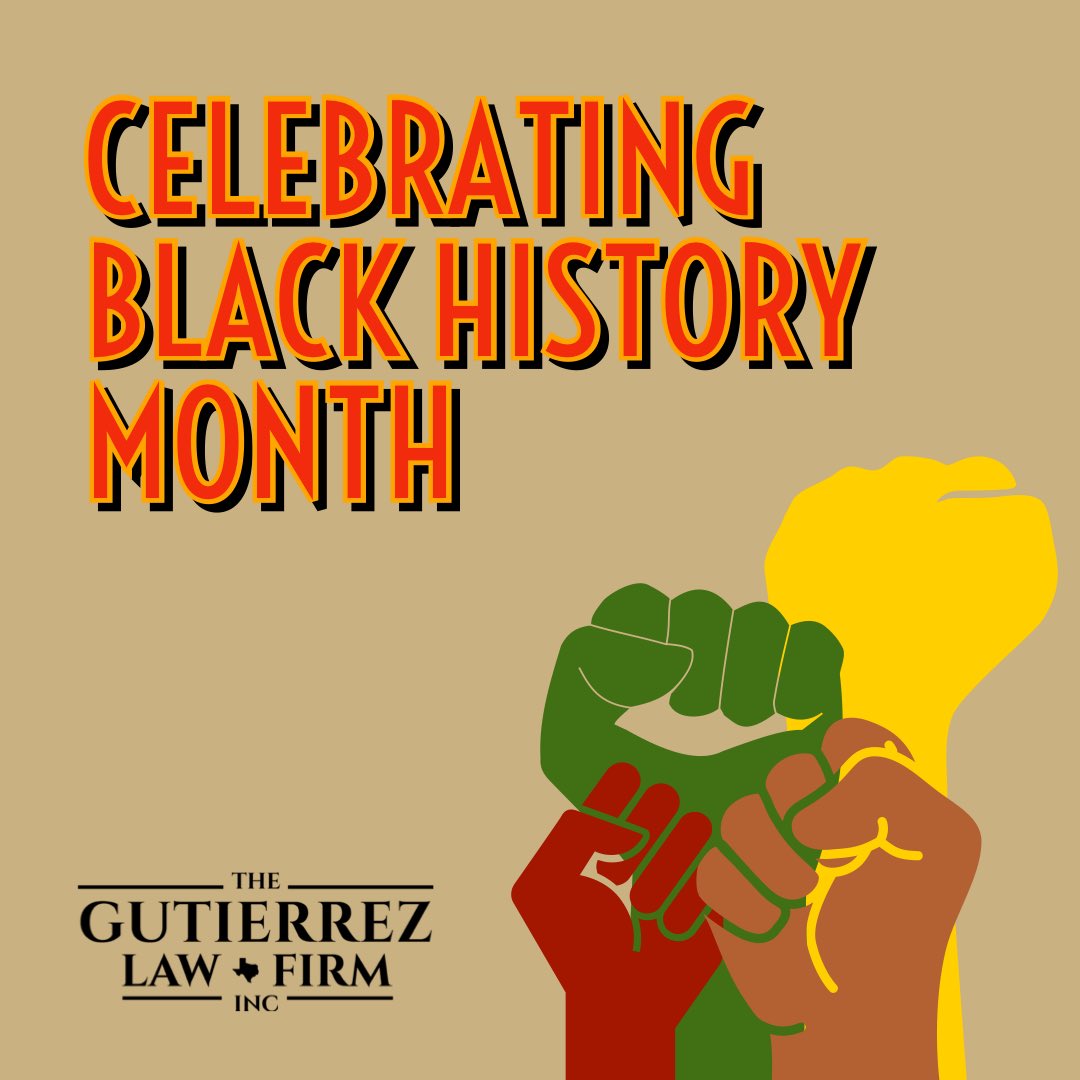 CELEBRATING
BLACK HISTORY
MONTH
THE
GUTIERREZ
LAW FIRM
INC